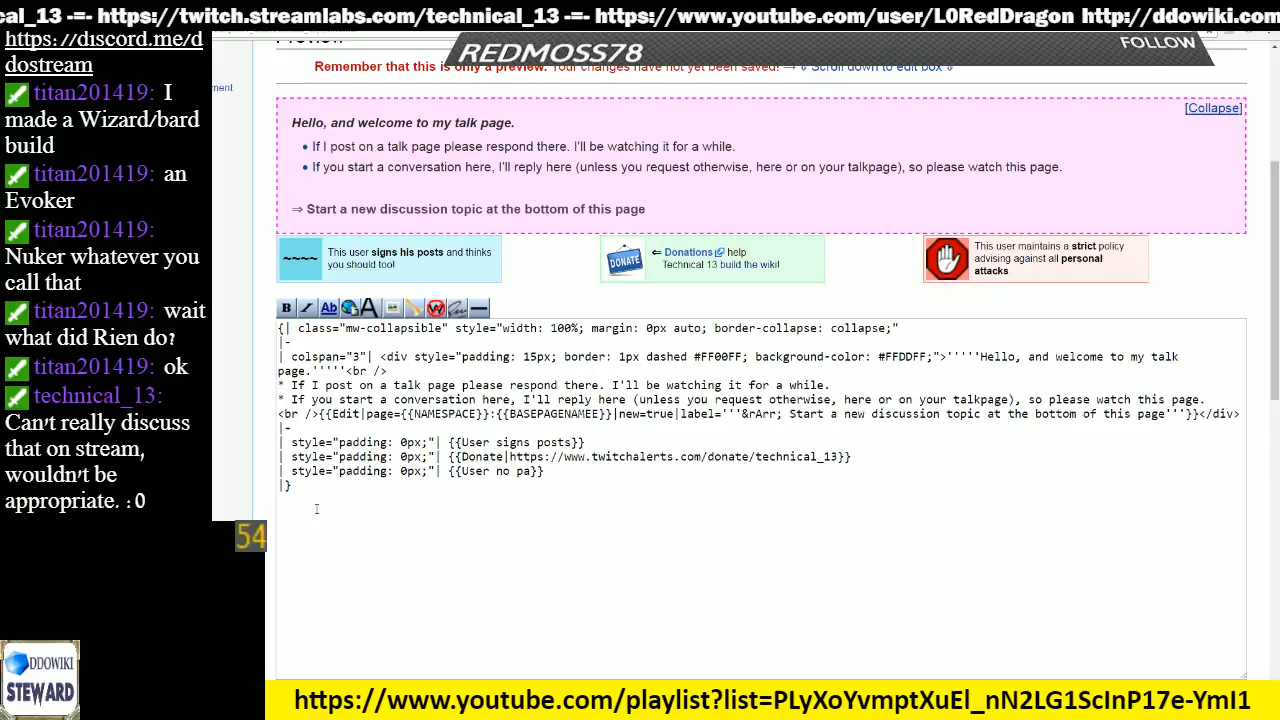 cal_13 -=- https://twitch.streamlabs.com/technical_13 -=- https://www.youtube.com/user/L0RedDragon http://ddowiki.com
https://discord.me/d
dostream
titan201419: I
made a Wizard/bard
build
titan201419: an
Evoker
titan201419:
Nuker whatever you
call that
titan201419: wait
what did Rien do?
titan201419: ok
technical_13:
Can't really discuss
that on stream,
wouldn't be
appropriate. :O
54
DDOWIKI
STEWARD
ment
REDMOSS78
FOLLOW
Preview
Remember that this is only a preview. Your changes have not yet been saved! → ⇓ Scroll down to edit box ⇓
[Collapse]
Hello, and welcome to my talk page.
• If I post on a talk page please respond there. I'll be watching it for a while.
• If you start a conversation here, I'll reply here (unless you request otherwise, here or on your talkpage), so please watch this page.
⇒ Start a new discussion topic at the bottom of this page
~~~~
This user signs his posts and thinks
you should too!
DONATE
⇐ Donations help
Technical 13 build the wiki!
This user maintains a strict policy
advising against all personal
attacks
B I Ab A W
{| class="mw-collapsible" style="width: 100%; margin: 0px auto; border-collapse: collapse;"
|-
| colspan="3"| <div style="padding: 15px; border: 1px dashed #FF00FF; background-color: #FFDDFF;">'''''Hello, and welcome to my talk
page.'''''<br />
* If I post on a talk page please respond there. I'll be watching it for a while.
* If you start a conversation here, I'll reply here (unless you request otherwise, here or on your talkpage), so please watch this page.
<br />{{Edit|page={{NAMESPACE}}:{{BASEPAGENAMEE}}|new=true|label='''&rArr; Start a new discussion topic at the bottom of this page'''}}</div>
|-
| style="padding: 0px;"| {{User signs posts}}
| style="padding: 0px;"| {{Donate|https://www.twitchalerts.com/donate/technical_13}}
| style="padding: 0px;"| {{User no pa}}
|}
https://www.youtube.com/playlist?list=PLyXoYvmptXuEl_nN2LG1ScInP17e-YmI1